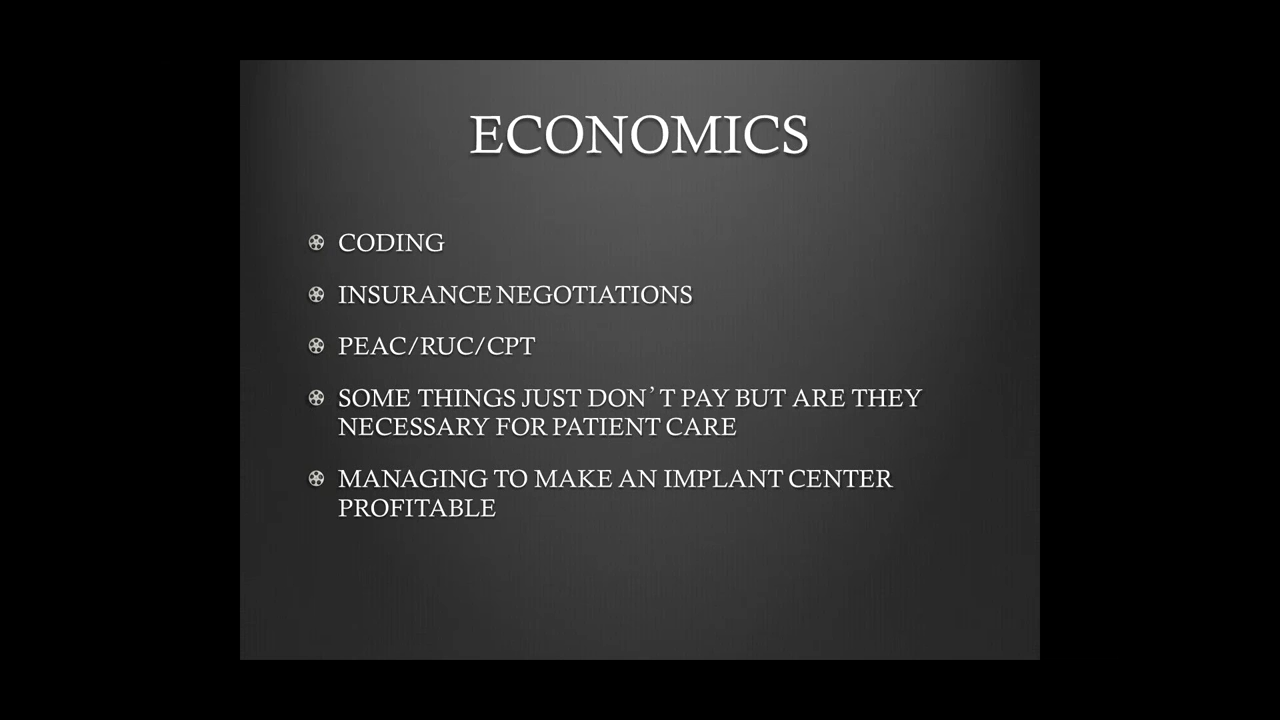 ECONOMICS
CODING
INSURANCE NEGOTIATIONS
PEAC/RUC/CPT
SOME THINGS JUST DON’T PAY BUT ARE THEY
NECESSARY FOR PATIENT CARE
MANAGING TO MAKE AN IMPLANT CENTER
PROFITABLE